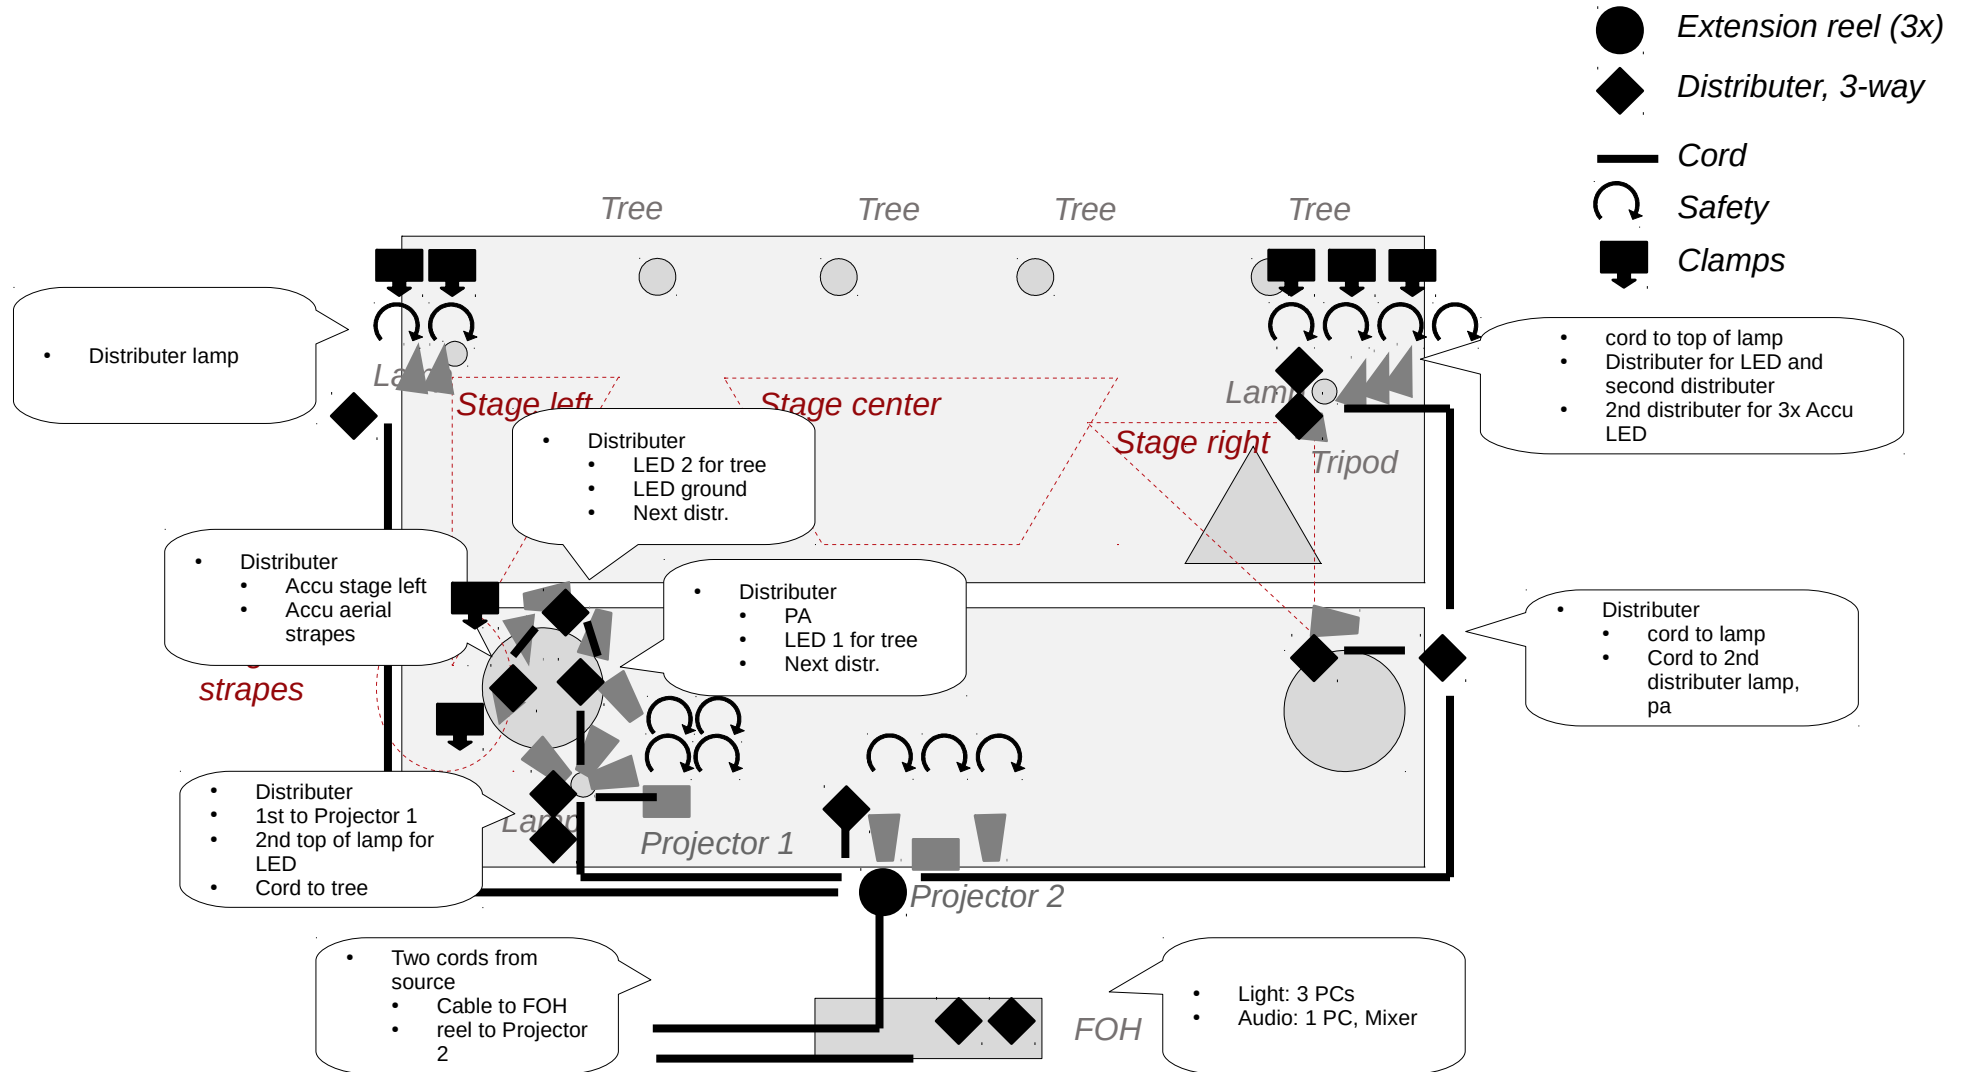 Extension reel (3x)
Distributer, 3-way
Cord
Safety
Clamps
Tree
Tree
Tree
Tree
• Distributer lamp
• cord to top of lamp
• Distributer for LED and
second distributer
• 2nd distributer for 3x Accu
LED
Stage left
Stage center
Stage right
Tripod
• Distributer
• LED 2 for tree
• LED ground
• Next distr.
• Distributer
• Accu stage left
• Accu aerial
strapes
• Distributer
• PA
• LED 1 for tree
• Next distr.
• Distributer
• cord to lamp
• Cord to 2nd
distributer lamp,
pa
strapes
• Distributer
• 1st to Projector 1
• 2nd top of lamp for
LED
• Cord to tree
Lamp
Projector 1
Projector 2
• Two cords from
source
• Cable to FOH
• reel to Projector
2
FOH
• Light: 3 PCs
• Audio: 1 PC, Mixer